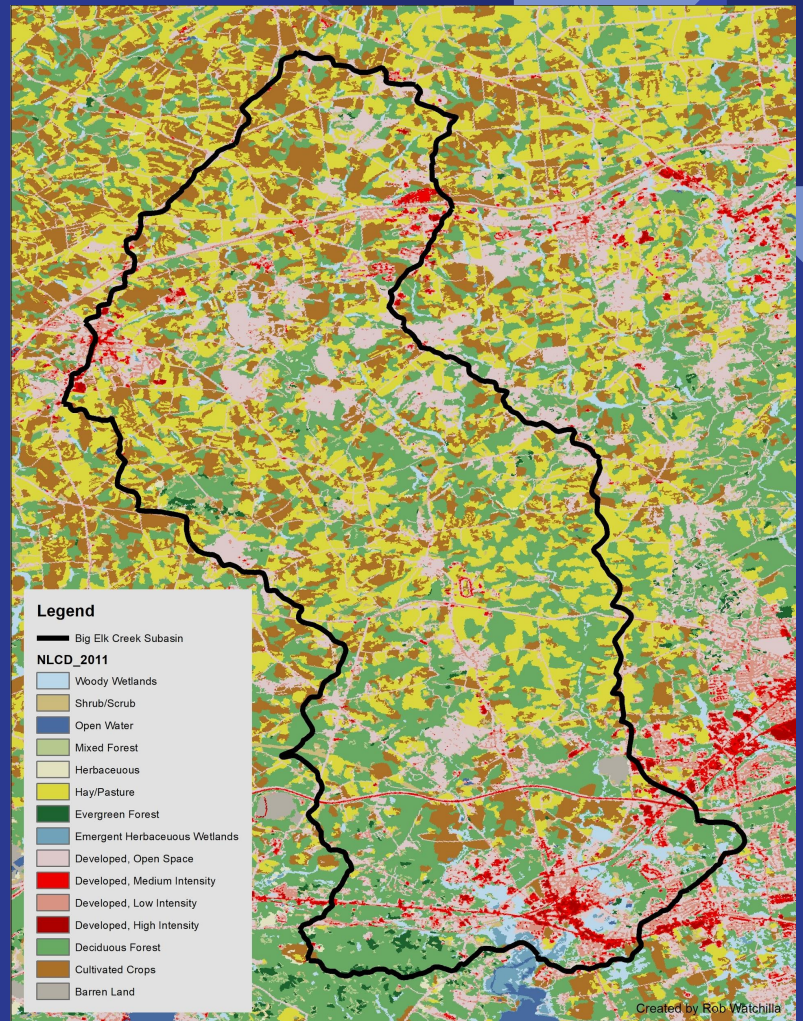 Legend
Big Elk Creek Subasin
NLCD_2011
Woody Wetlands
Shrub/Scrub
Open Water
Mixed Forest
Herbaceuous
Hay/Pasture
Evergreen Forest
Emergent Herbaceuous Wetlands
Developed, Open Space
Developed, Medium Intensity
Developed, Low Intensity
Developed, High Intensity
Deciduous Forest
Cultivated Crops
Barren Land
Created by Rob Watchilla